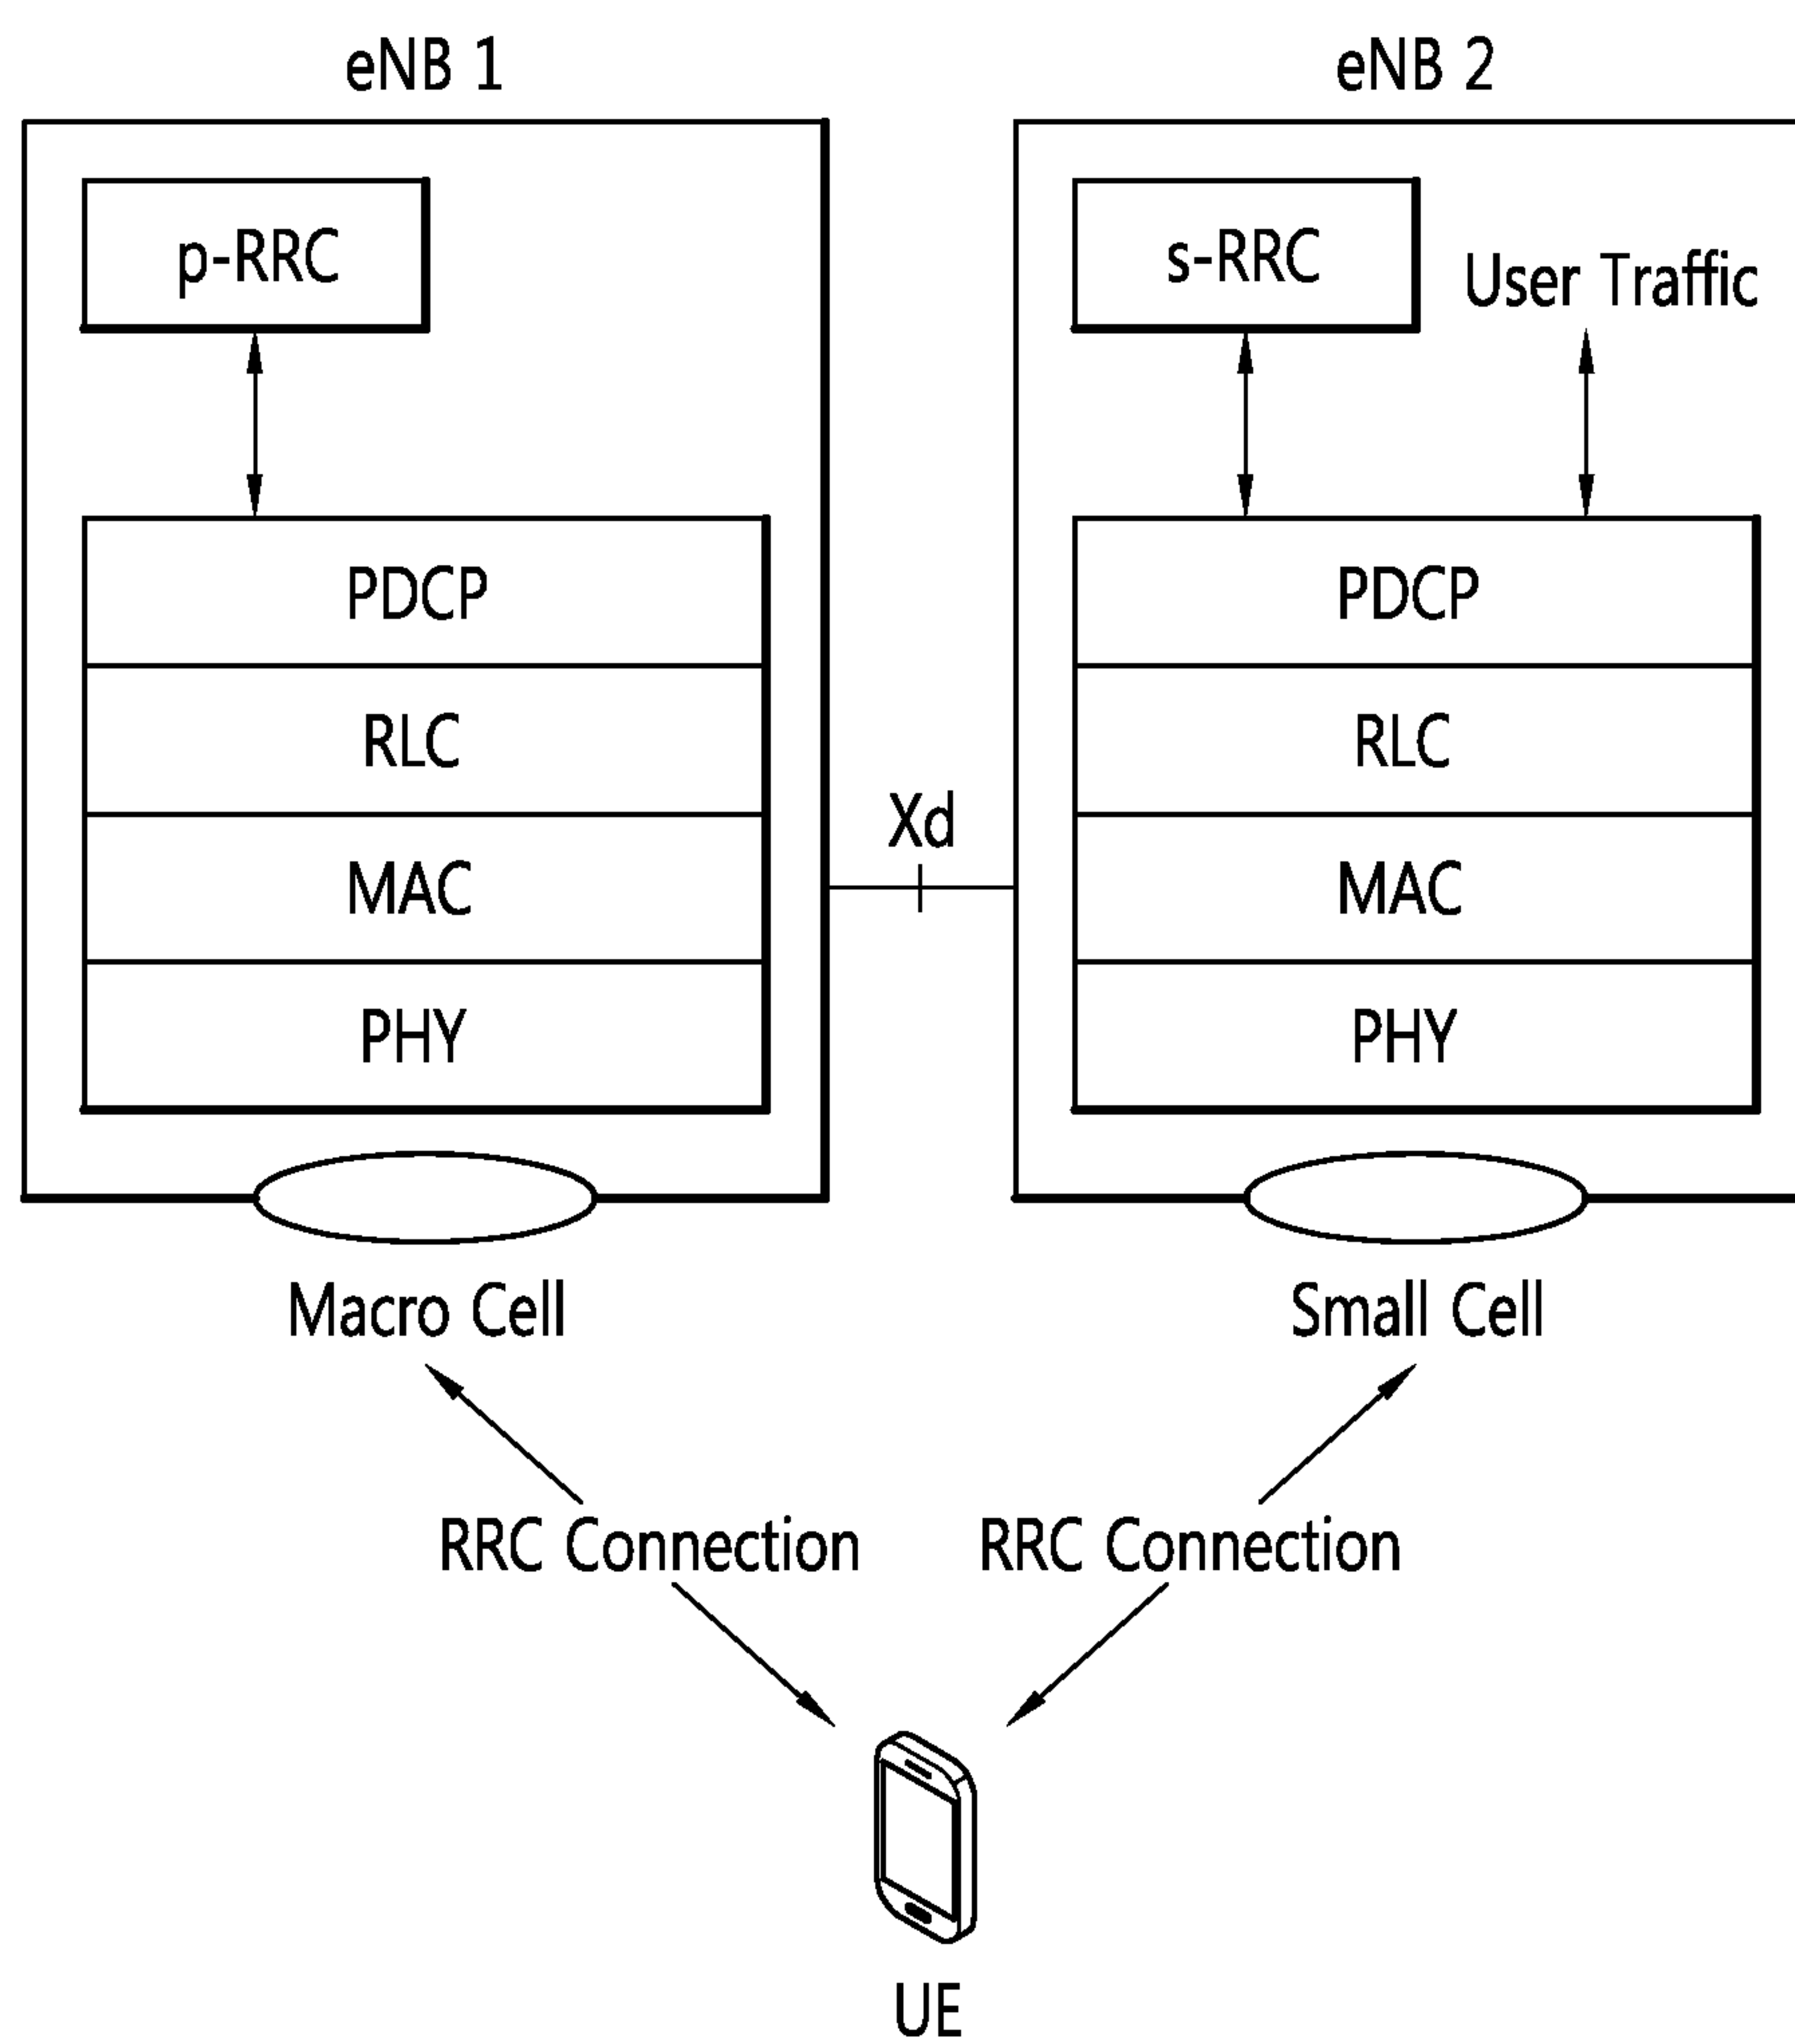 eNB 1
eNB 2
p-RRC
s-RRC
User Traffic
PDCP
PDCP
RLC
RLC
Xd
MAC
MAC
PHY
PHY
Macro Cell
Small Cell
RRC Connection
RRC Connection
UE